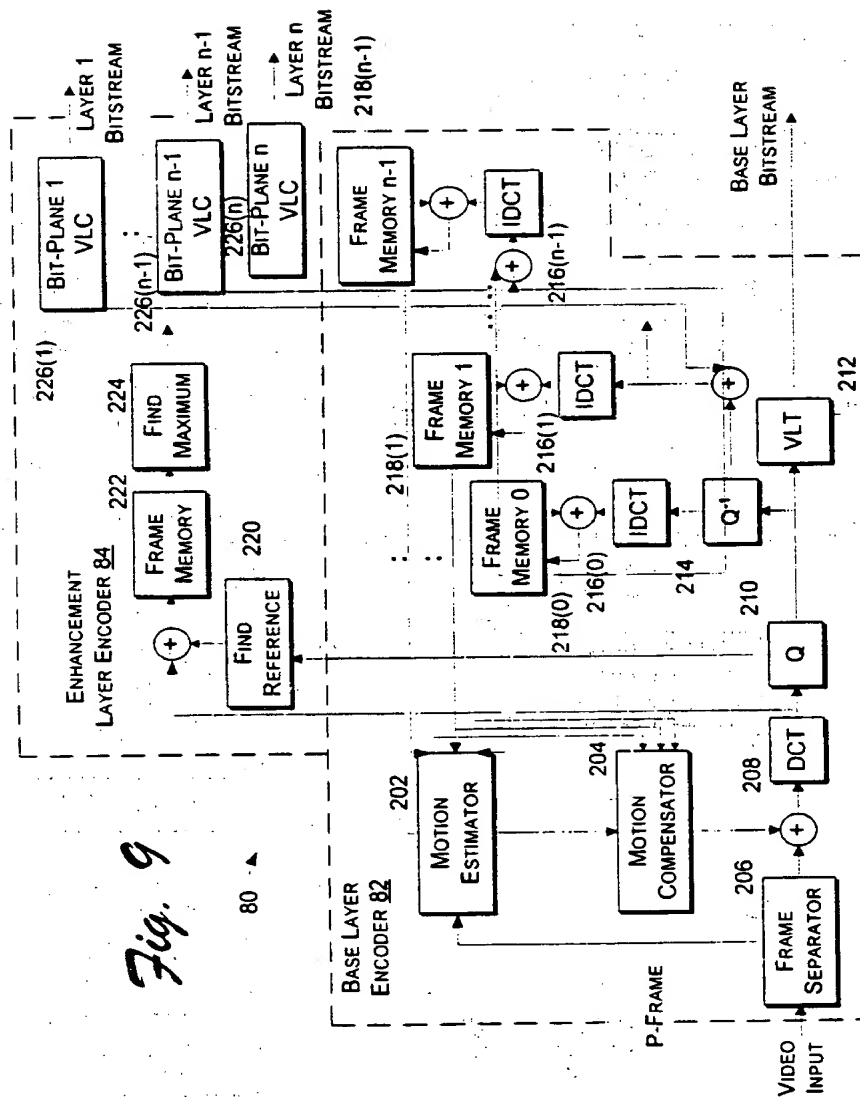 Fig. 9
80
ENHANCEMENT
LAYER ENCODER 84
220
FIND
REFERENCE
+
222
FRAME
MEMORY
224
FIND
MAXIMUM
226(1)
BIT-PLANE 1
VLC
LAYER 1
BITSTREAM
226(n-1)
BIT-PLANE n-1
VLC
LAYER n-1
BITSTREAM
226(n)
BIT-PLANE n
VLC
LAYER n
BITSTREAM
BASE LAYER
ENCODER 82
202
MOTION
ESTIMATOR
204
MOTION
COMPENSATOR
P-FRAME
VIDEO
INPUT
206
FRAME
SEPARATOR
+
208
DCT
Q
210
Q-1
214
IDCT
216(0)
+
218(0)
FRAME
MEMORY 0
218(1)
FRAME
MEMORY 1
+
216(1)
IDCT
+
218(n-1)
FRAME
MEMORY n-1
+
IDCT
+
216(n-1)
VLT
212
BASE LAYER
BITSTREAM